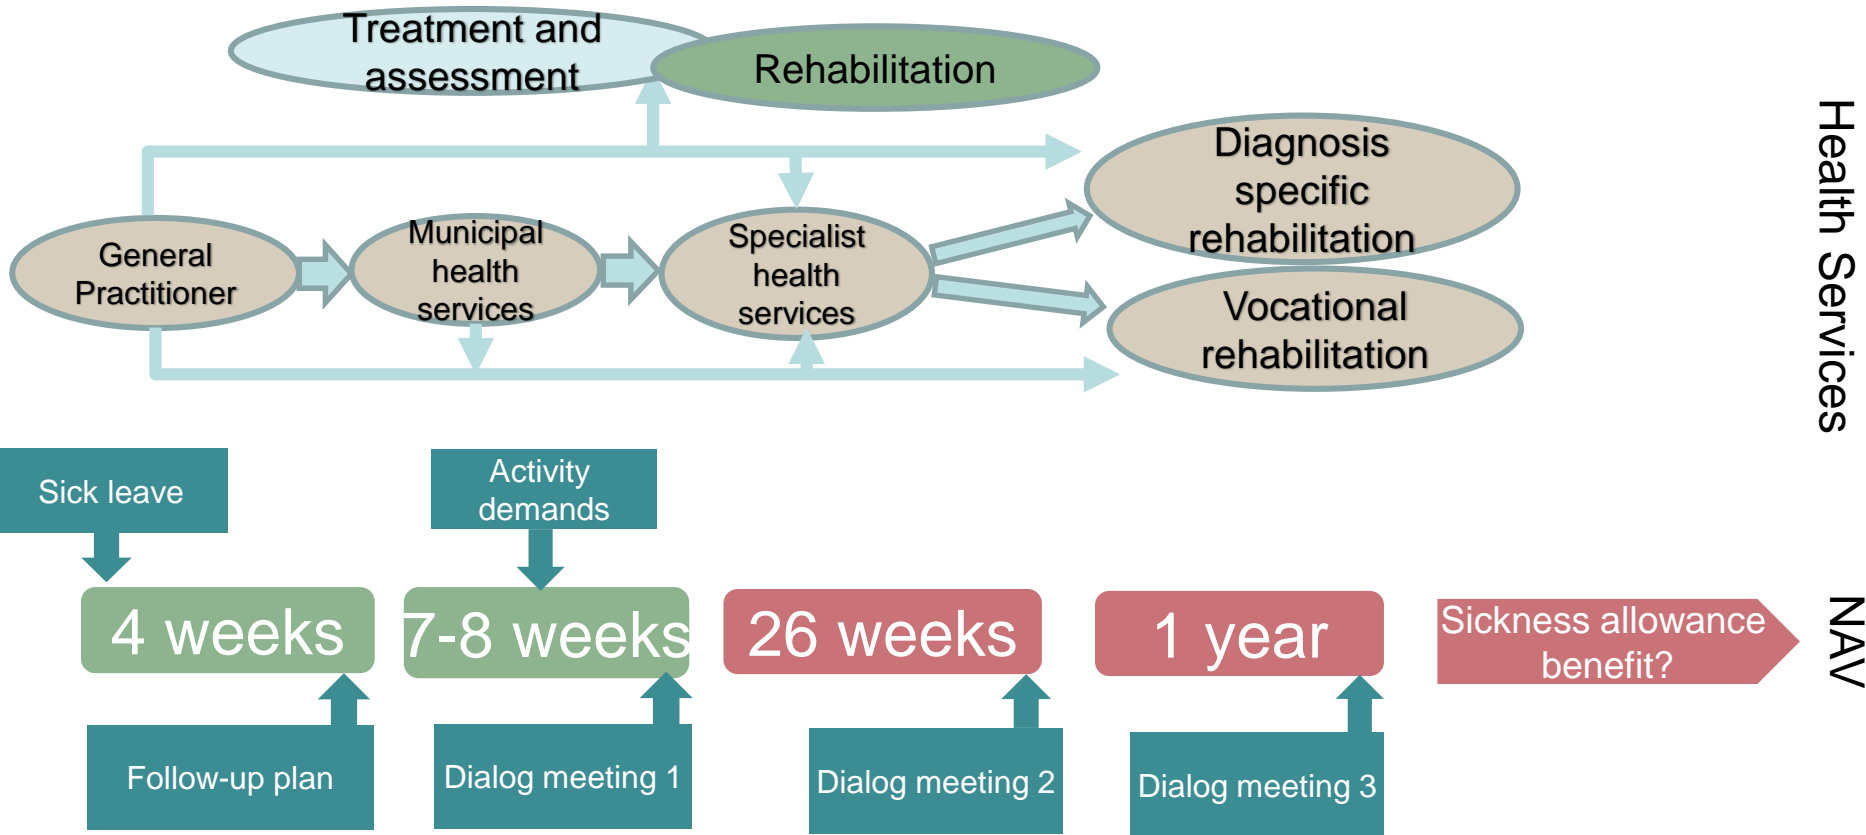 Treatment and
assessment
Rehabilitation
Diagnosis
specific
rehabilitation
General
Practitioner
Municipal
health
services
Specialist
health
services
Vocational
rehabilitation
Health Services
Sick leave
Activity
demands
4 weeks
7-8 weeks
26 weeks
1 year
Sickness allowance
benefit?
NAV
Follow-up plan
Dialog meeting 1
Dialog meeting 2
Dialog meeting 3